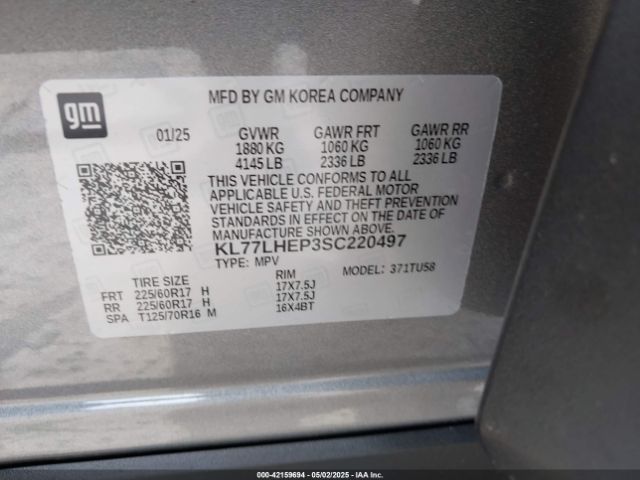 gm
MFD BY GM KOREA COMPANY
01/25 GVWR GAWR FRT GAWR RR
1880 KG 1060 KG 1060 KG
4145 LB 2336 LB 2336 LB
THIS VEHICLE CONFORMS TO ALL
APPLICABLE U.S. FEDERAL MOTOR
VEHICLE SAFETY AND THEFT PREVENTION
STANDARDS IN EFFECT ON THE DATE OF
MANUFACTURE SHOWN ABOVE.
KL77LHEP3SC220497
TYPE: MPV MODEL: 371TU58
TIRE SIZE RIM
FRT 225/60R17 H 17X7.5J
RR 225/60R17 H 17X7.5J
SPA T125/70R16 M 16X4BT
000-42159694 05/02/2025 - IAA Inc.